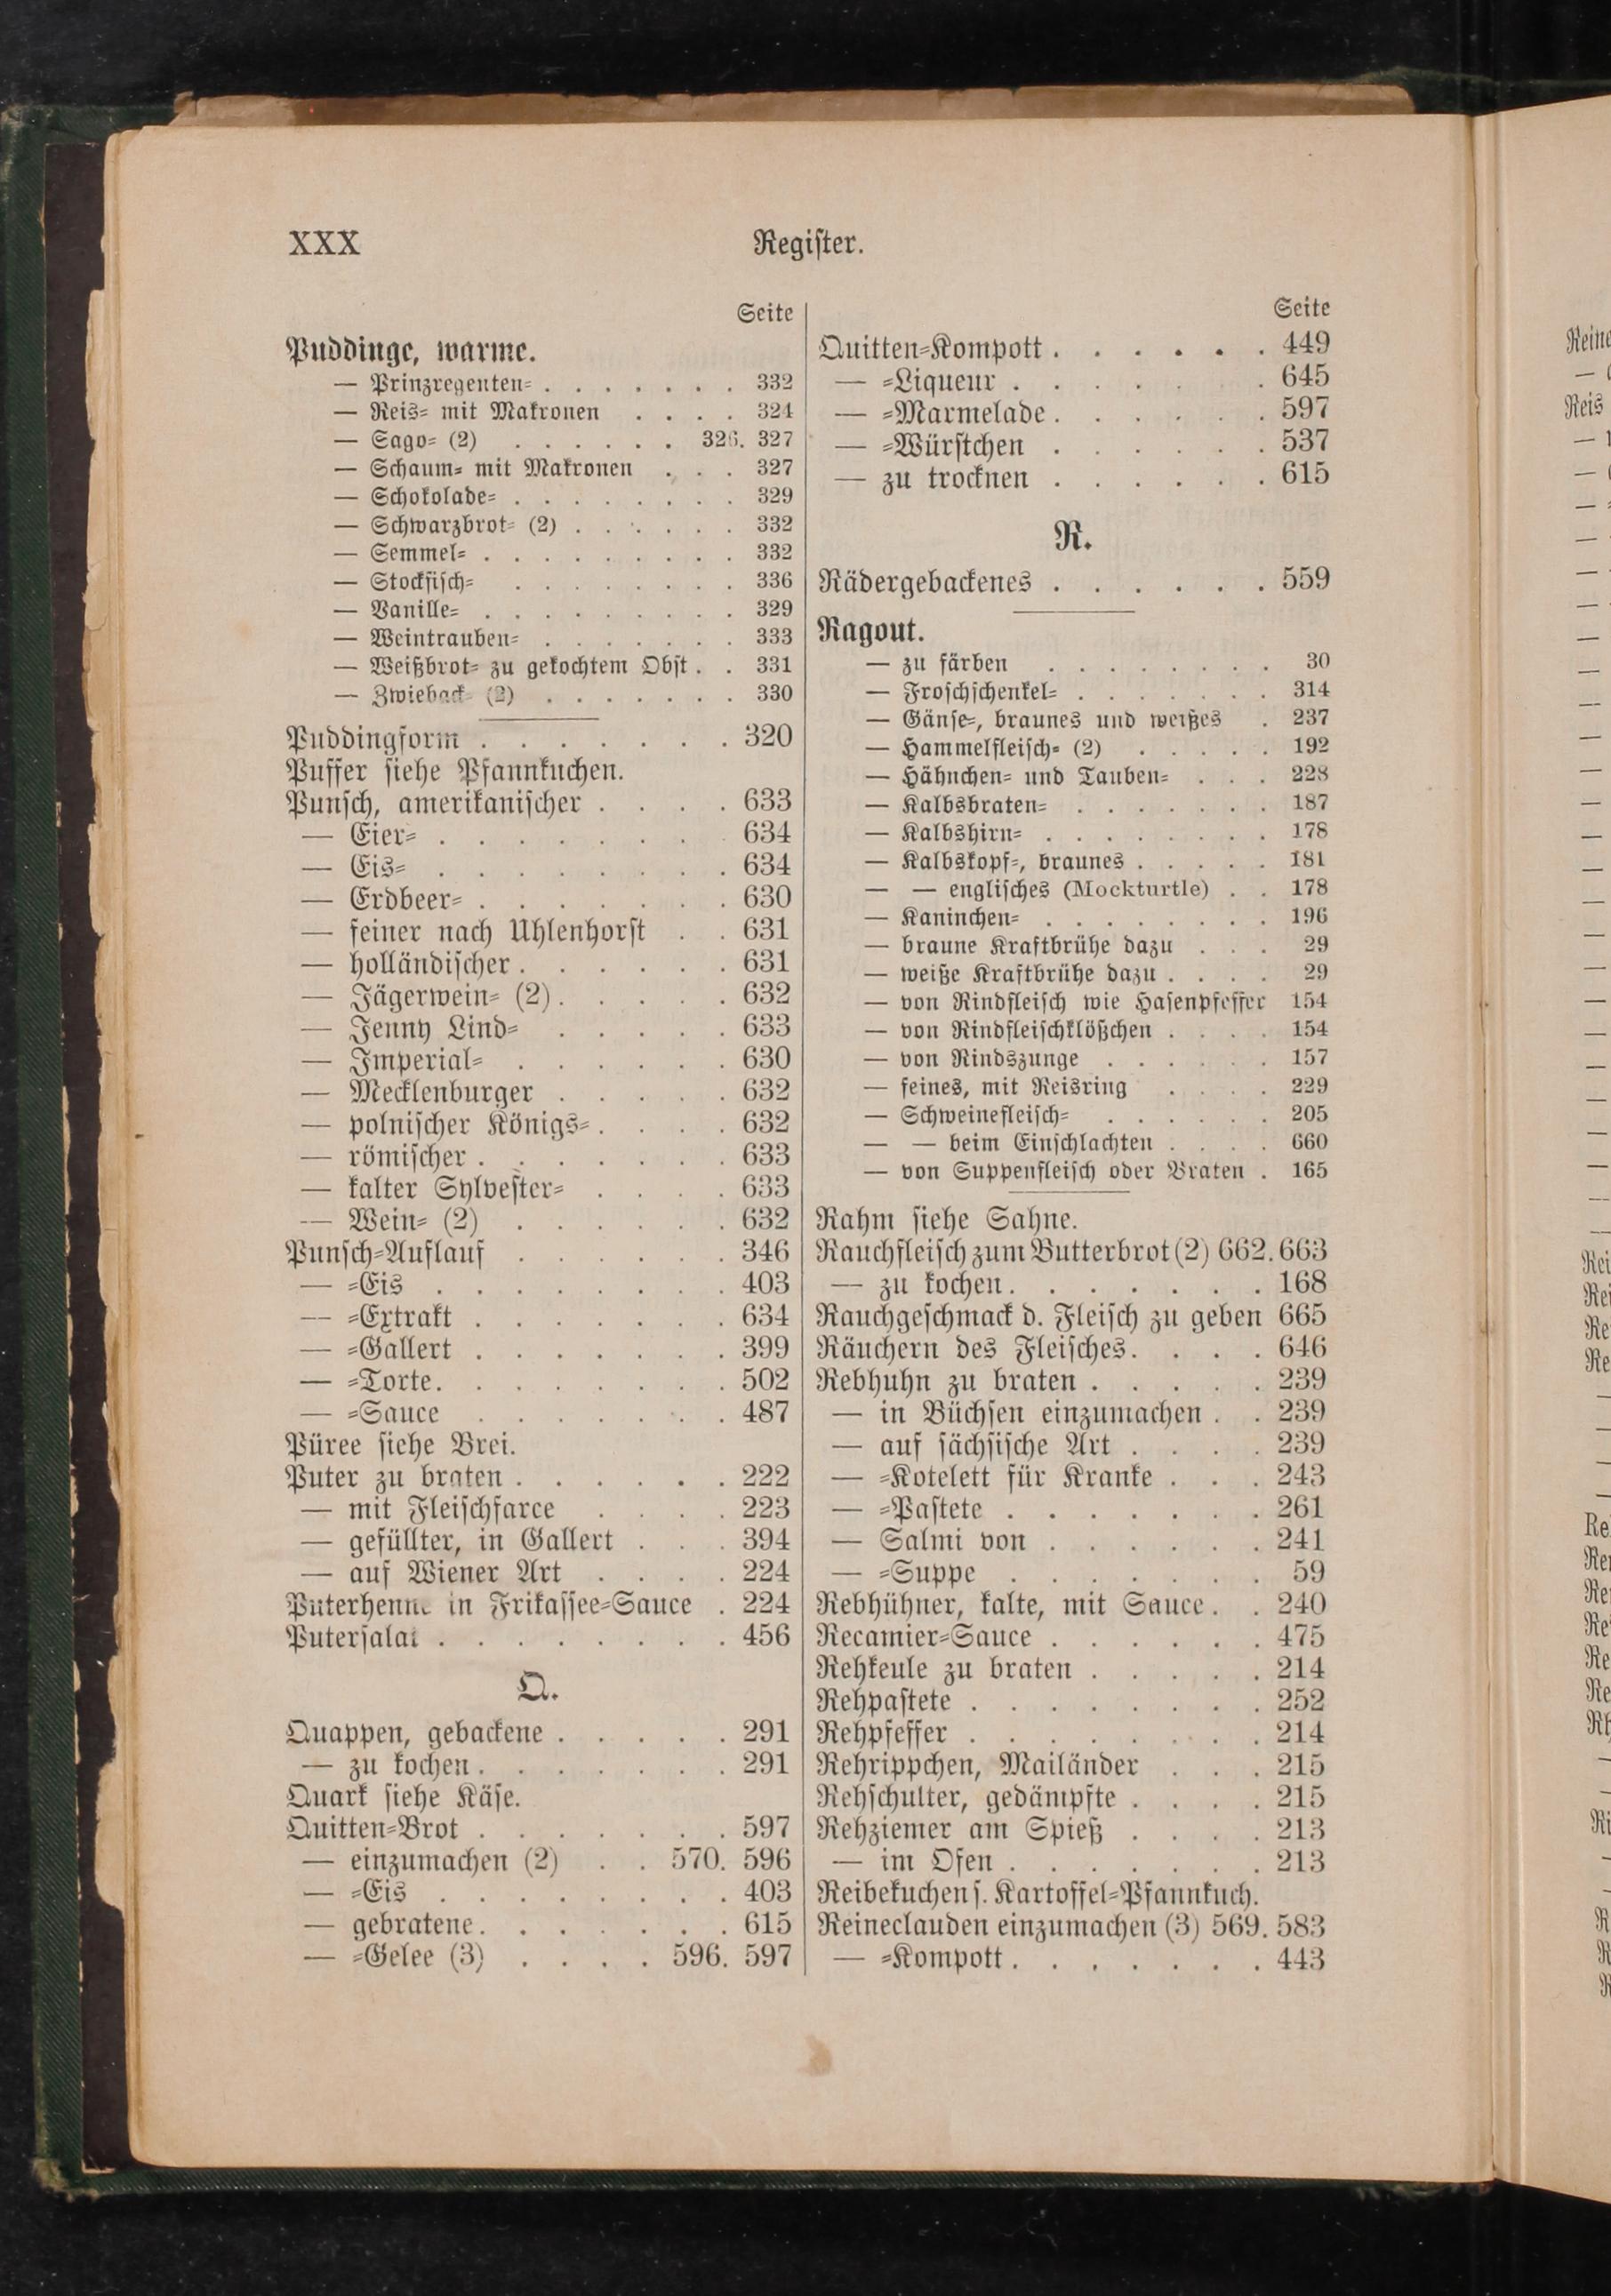 XXX
Register.
Seite
Puddinge, warme.
— Prinzregenten= . . . . . . . 332
— Reis= mit Makronen . . . . 324
— Sago= (2) . . . . . . 326. 327
— Schaum= mit Makronen . . . 327
— Schokolade= . . . . . . . . 329
— Schwarzbrot= (2) . . . . . . 332
— Semmel= . . . . . . . . . 332
— Stockfisch= . . . . . . . . 336
— Vanille= . . . . . . . . . 329
— Weintrauben= . . . . . . . 333
— Weißbrot= zu gekochtem Obst . . 331
— Zwieback= (2) . . . . . . . 330
Puddingform . . . . . . . . 320
Puffer siehe Pfannkuchen.
Punsch, amerikanischer . . . . 633
— Eier= . . . . . . . . 634
— Eis= . . . . . . . . . 634
— Erdbeer= . . . . . . . . 630
— feiner nach Uhlenhorst . . 631
— holländischer . . . . . . 631
— Jägerwein= (2) . . . . . 632
— Jenny Lind= . . . . . 633
— Imperial= . . . . . . 630
— Mecklenburger . . . . . 632
— polnischer Königs= . . . . 632
— römischer . . . . . . . 633
— kalter Sylvester= . . . . 633
— Wein= (2) . . . . . . 632
Punsch=Auflauf . . . . . . 346
— =Eis . . . . . . . . 403
— =Extrakt . . . . . . . 634
— =Gallert . . . . . . . 399
— =Torte . . . . . . . . 502
— =Sauce . . . . . . . 487
Püree siehe Brei.
Puter zu braten . . . . . . 222
— mit Fleischfarce . . . . 223
— gefüllter, in Gallert . . . 394
— auf Wiener Art . . . . 224
Puterhenne in Frikassee=Sauce . 224
Putersalat . . . . . . . . 456
Q.
Quappen, gebackene . . . . . 291
— zu kochen . . . . . . . 291
Quark siehe Käse.
Quitten=Brot . . . . . . . 597
— einzumachen (2) . . 570. 596
— =Eis . . . . . . . . 403
— gebratene . . . . . . . 615
— =Gelee (3) . . . . 596. 597
Seite
Quitten=Kompott . . . . . . . 449
— =Liqueur . . . . . . 645
— =Marmelade . . . . . . 597
— =Würstchen . . . . . . 537
— zu trocknen . . . . . . 615
R.
Rädergebackenes . . . . . . 559
Ragout.
— zu färben . . . . . . . . 30
— Froschschenkel= . . . . . . . 314
— Gänse=, braunes und weißes . 237
— Hammelfleisch= (2) . . . . . 192
— Hähnchen= und Tauben= . . . 228
— Kalbsbraten= . . . . . . . 187
— Kalbshirn= . . . . . . . . 178
— Kalbskopf=, braunes . . . . . 181
— — englisches (Mockturtle) . . 178
— Kaninchen= . . . . . . . . 196
— braune Kraftbrühe dazu . . . 29
— weiße Kraftbrühe dazu . . . . 29
— von Rindfleisch wie Hasenpfeffer 154
— von Rindfleischklößchen . . . . 154
— von Rindszunge . . . . . . 157
— feines, mit Reisring . . . . 229
— Schweinefleisch= . . . . . . 205
— — beim Einschlachten . . . . 660
— von Suppenfleisch oder Braten . 165
Rahm siehe Sahne.
Rauchfleisch zum Butterbrot (2) 662. 663
— zu kochen . . . . . . . 168
Rauchgeschmack d. Fleisch zu geben 665
Räuchern des Fleisches . . . . 646
Rebhuhn zu braten . . . . . 239
— in Büchsen einzumachen . . 239
— auf sächsische Art . . . . 239
— =Kotelett für Kranke . . . 243
— =Pastete . . . . . . . 261
— Salmi von . . . . . . 241
— =Suppe . . . . . . . 59
Rebhühner, kalte, mit Sauce . . 240
Recamier=Sauce . . . . . . 475
Rehkeule zu braten . . . . . 214
Rehpastete . . . . . . . . 252
Rehpfeffer . . . . . . . . 214
Rehrippchen, Mailänder . . . 215
Rehschulter, gedämpfte . . . . 215
Rehziemer am Spieß . . . . 213
— im Ofen . . . . . . . 213
Reibekuchen s. Kartoffel=Pfannkuch.
Reineclauden einzumachen (3) 569. 583
— =Kompott . . . . . . . 443